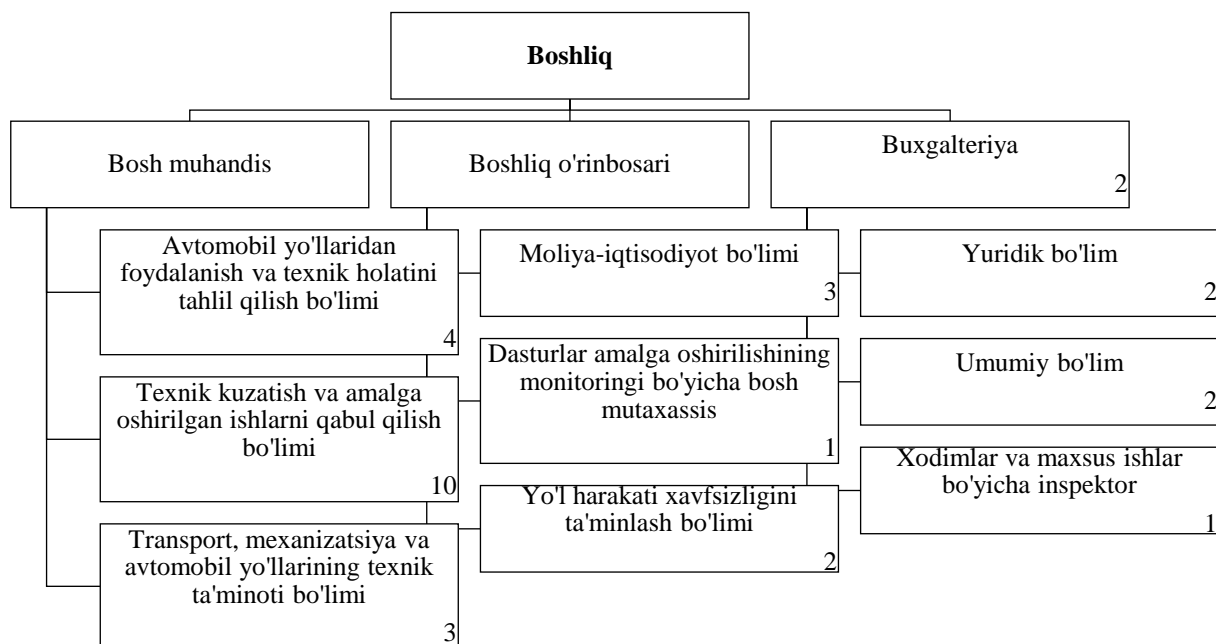 Boshliq
Bosh muhandis
Boshliq o'rinbosari
Buxgalteriya
2
Avtomobil yo'llaridan
foydalanish va texnik holatini
tahlil qilish bo'limi
4
Texnik kuzatish va amalga
oshirilgan ishlarni qabul qilish
bo'limi
10
Transport, mexanizatsiya va
avtomobil yo'llarining texnik
ta'minoti bo'limi
3
Moliya-iqtisodiyot bo'limi
3
Dasturlar amalga oshirilishining
monitoringi bo'yicha bosh
mutaxassis
1
Yo'l harakati xavfsizligini
ta'minlash bo'limi
2
Yuridik bo'lim
2
Umumiy bo'lim
2
Xodimlar va maxsus ishlar
bo'yicha inspektor
1